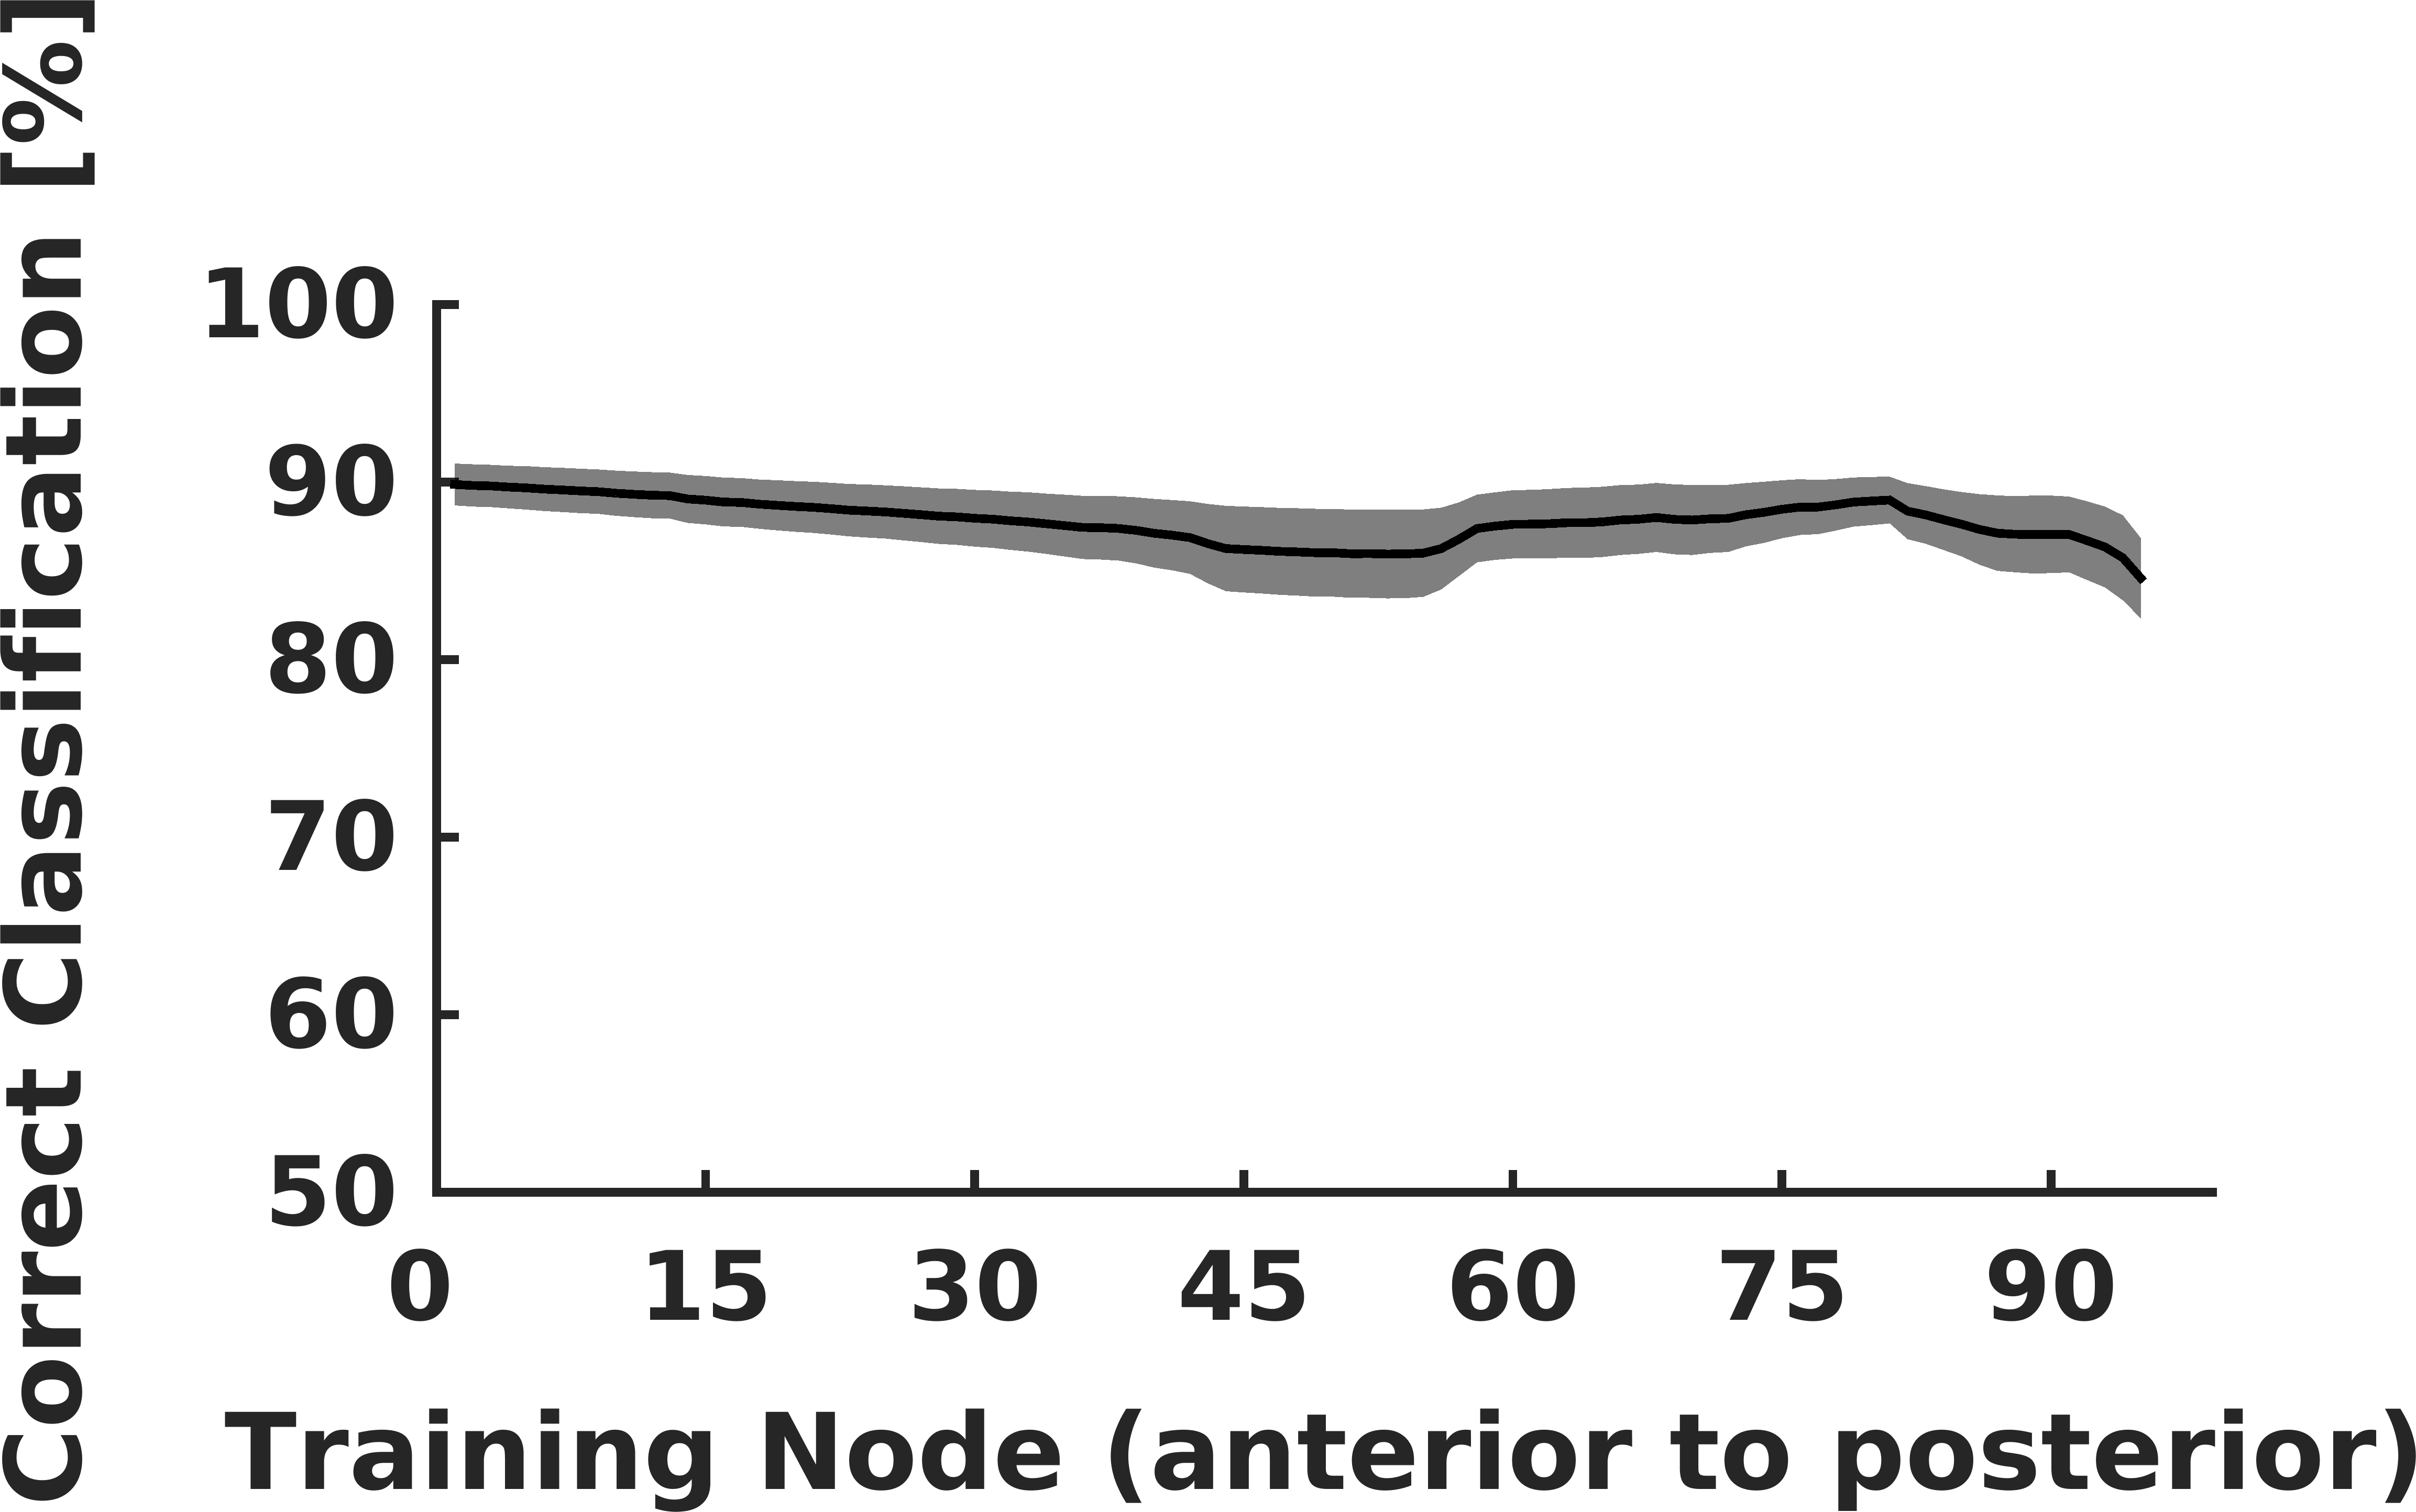 Correct Classification [%]
100
90
80
70
60
50
0 15 30 45 60 75 90
Training Node (anterior to posterior)